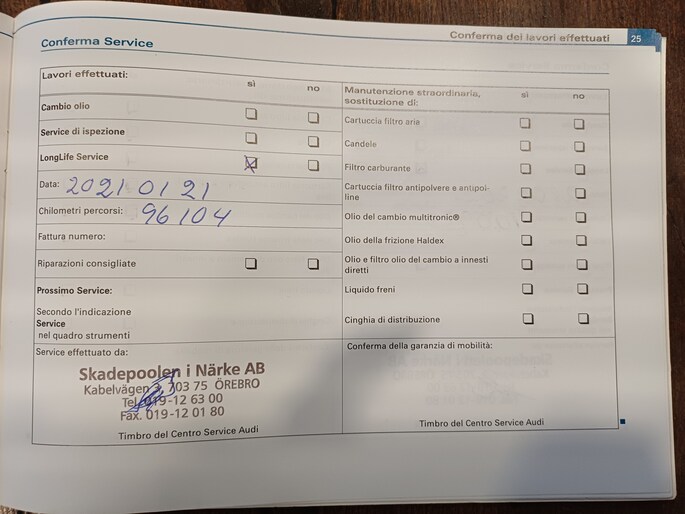 Conferma dei lavori effettuati 25
Conferma Service
Lavori effettuati:
sì no
Cambio olio
Service di ispezione
LongLife Service
Data: 2021 01 21
Chilometri percorsi: 96104
Fattura numero:
Riparazioni consigliate
Prossimo Service:
Secondo l'indicazione
Service
nel quadro strumenti
Service effettuato da:
Skadepoolen i Närke AB
Kabelvägen 3, 703 75 ÖREBRO
Tel. 019-12 63 00
Fax. 019-12 01 80
Timbro del Centro Service Audi
Manutenzione straordinaria,
sostituzione di:
sì no
Cartuccia filtro aria
Candele
Filtro carburante
Cartuccia filtro antipolvere e antipol-
line
Olio del cambio multitronic®
Olio della frizione Haldex
Olio e filtro olio del cambio a innesti
diretti
Liquido freni
Cinghia di distribuzione
Conferma della garanzia di mobilità:
Timbro del Centro Service Audi